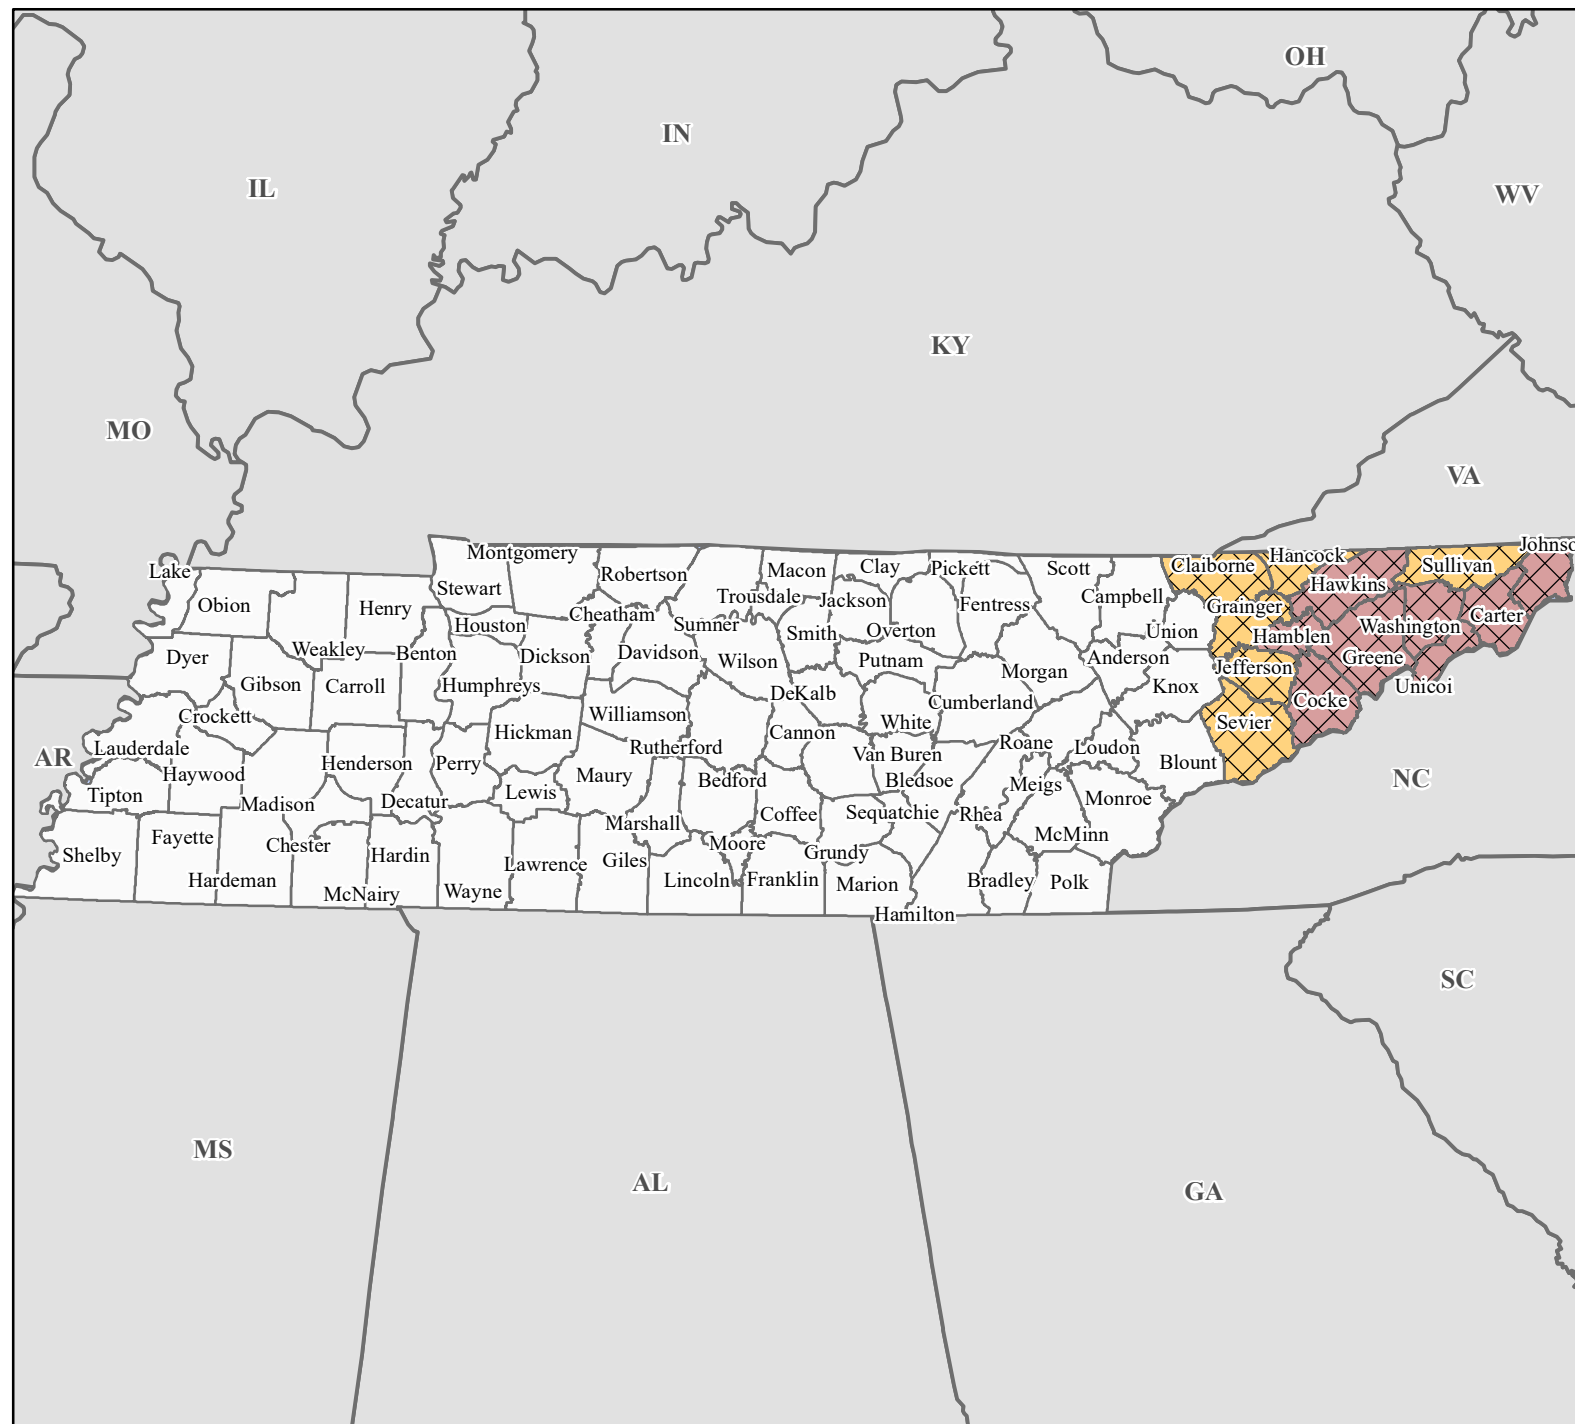 OH
IN
IL
WV
KY
MO
VA
Johnso
Hancock
Claiborne
Sullivan
Hawkins
Grainger
Carter
Washington
Hamblen
Greene
Jefferson
Unicoi
Cocke
Sevier
Montgomery
Lake
Robertson
Macon
Clay
Pickett
Scott
Stewart
Trousdale
Jackson
Fentress
Campbell
Obion
Henry
Cheatham
Sumner
Houston
Smith
Overton
Union
Weakley
Benton
Dickson
Davidson
Wilson
Putnam
Anderson
Dyer
Morgan
Gibson
Carroll
Humphreys
DeKalb
Knox
Cumberland
Crockett
Williamson
White
Hickman
Cannon
AR
Lauderdale
Rutherford
Roane
Loudon
Van Buren
Blount
Henderson
Perry
Haywood
Maury
Bedford
Bledsoe
Meigs
NC
Tipton
Lewis
Monroe
Madison
Decatur
Coffee
Sequatchie
Rhea
Marshall
McMinn
Fayette
Chester
Moore
Shelby
Hardin
Grundy
Lawrence
Giles
Hardeman
Lincoln
Franklin
Marion
Bradley
Polk
McNairy
Wayne
Hamilton
SC
MS
AL
GA